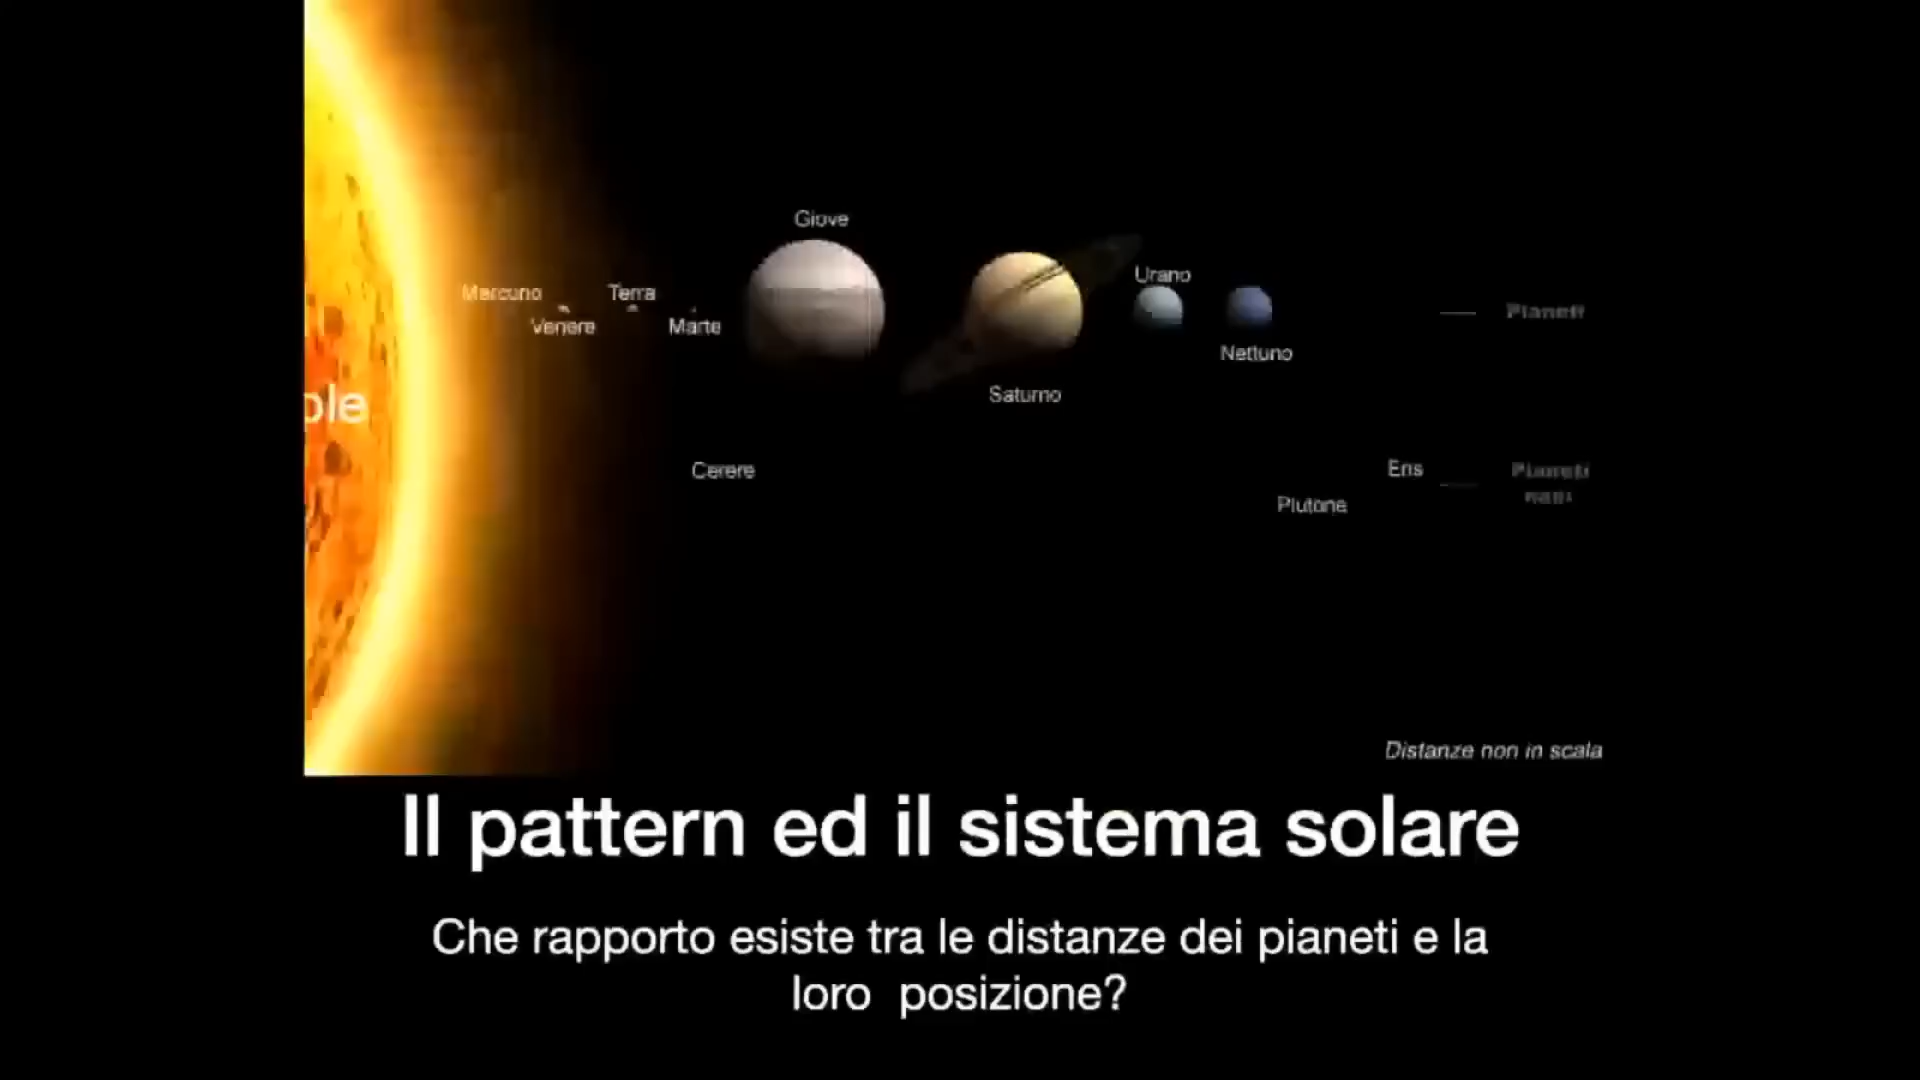 Giove
Mercurio
Terra
Urano
Venere
Marte
Pianeti
Nettuno
Saturno
ole
Cerere
Eris
Pianeti
Plutone
Distanze non in scala
Il pattern ed il sistema solare
Che rapporto esiste tra le distanze dei pianeti e la
loro posizione?